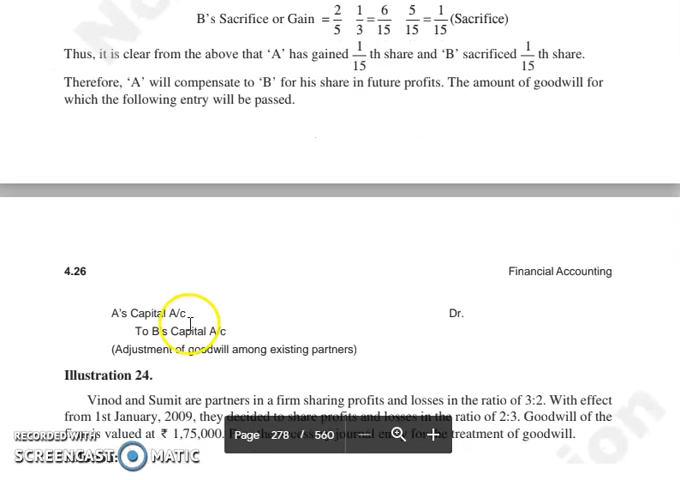 B's Sacrifice or Gain = 2/5 1/3 = 6/15 5/15 = 1/15 (Sacrifice)
Thus, it is clear from the above that 'A' has gained 1/15 th share and 'B' sacrificed 1/15 th share.
Therefore, 'A' will compensate to 'B' for his share in future profits. The amount of goodwill for
which the following entry will be passed.
4.26 Financial Accounting
A's Capital A/c Dr.
To B's Capital A/c
(Adjustment of goodwill among existing partners)
Illustration 24.
Vinod and Sumit are partners in a firm sharing profits and losses in the ratio of 3:2. With effect
from 1st January, 2009, they decided to share profits and losses in the ratio of 2:3. Goodwill of the
is valued at ₹ 1,75,000. treatment of goodwill.
Page 278 / 560 — +
RECORDED WITH
SCREENCAST MATIC